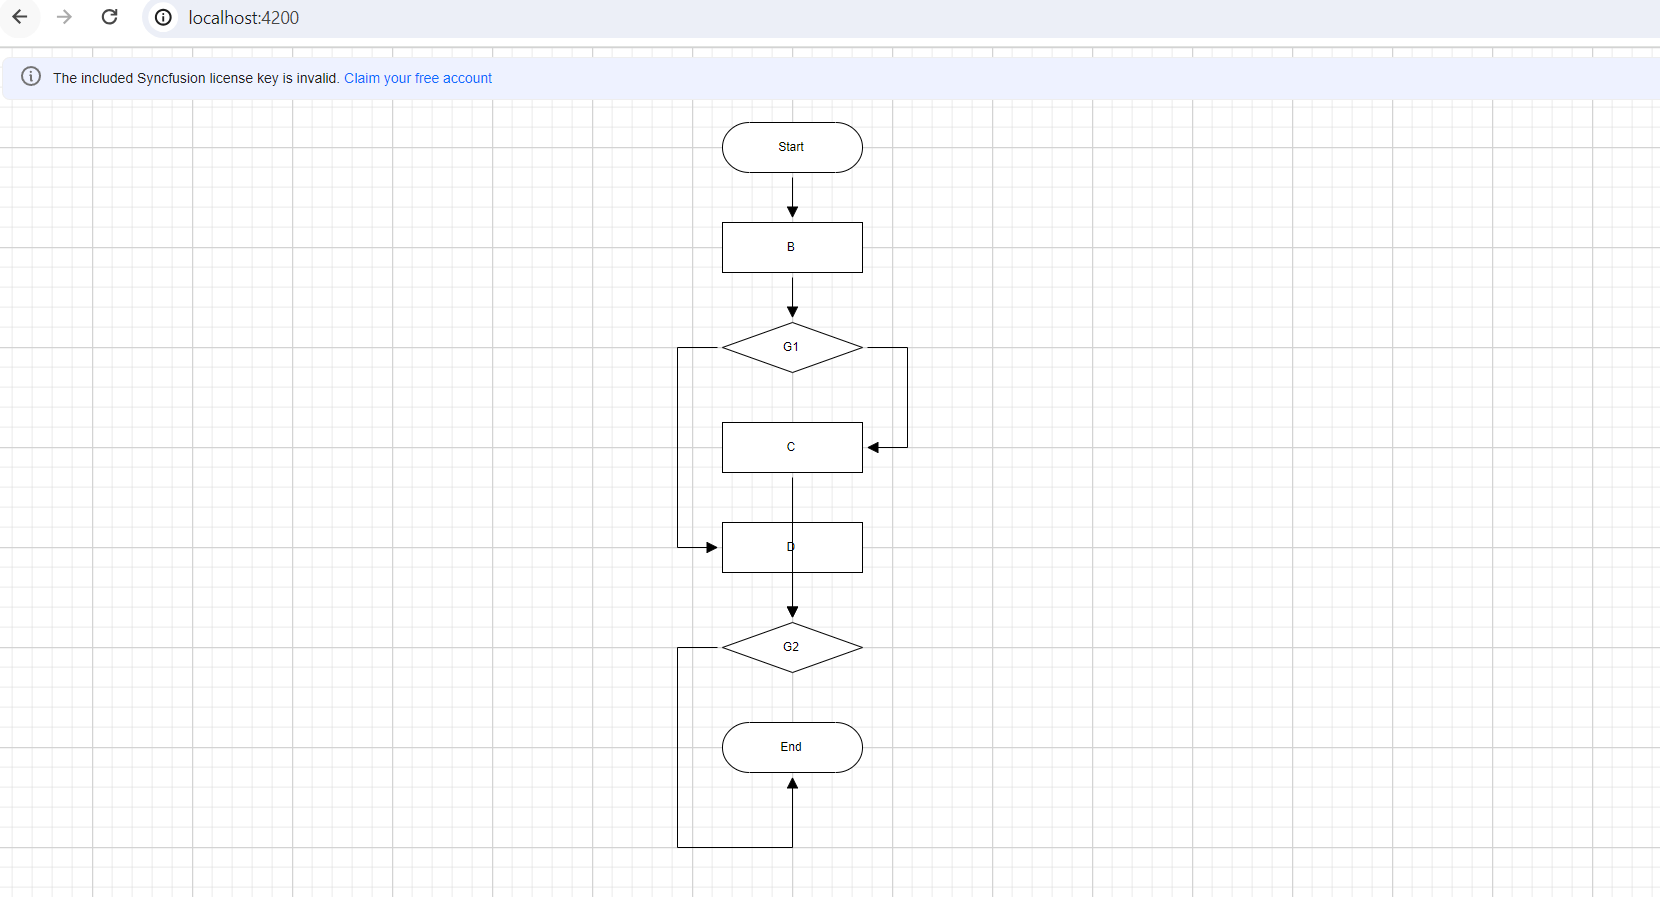 localhost:4200
The included Syncfusion license key is invalid. Claim your free account
Start
B
G1
C
D
G2
End